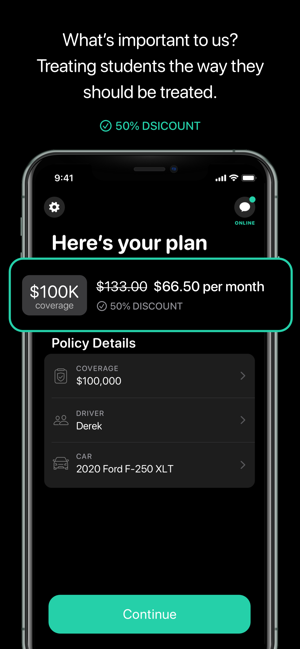 What's important to us?
Treating students the way they
should be treated.
50% DSICOUNT
9:41
ONLINE
Here's your plan
$100K
coverage
$133.00 $66.50 per month
50% DISCOUNT
Policy Details
COVERAGE
$100,000
DRIVER
Derek
CAR
2020 Ford F-250 XLT
Continue